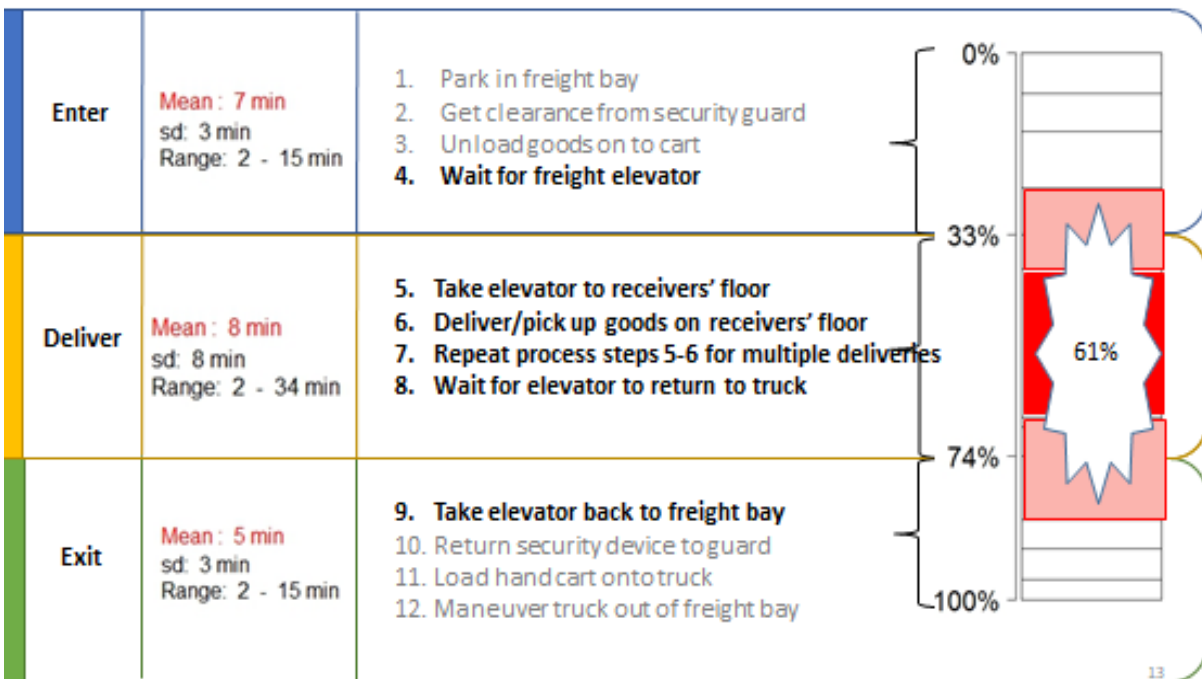 Enter
Mean : 7 min
sd: 3 min
Range: 2 - 15 min
1. Park in freight bay
2. Get clearance from security guard
3. Unload goods on to cart
4. Wait for freight elevator
0%
33%
Deliver
Mean : 8 min
sd: 8 min
Range: 2 - 34 min
5. Take elevator to receivers' floor
6. Deliver/pick up goods on receivers' floor
7. Repeat process steps 5-6 for multiple deliveries
8. Wait for elevator to return to truck
61%
74%
Exit
Mean : 5 min
sd: 3 min
Range: 2 - 15 min
9. Take elevator back to freight bay
10. Return security device to guard
11. Load hand cart onto truck
12. Maneuver truck out of freight bay
100%
13